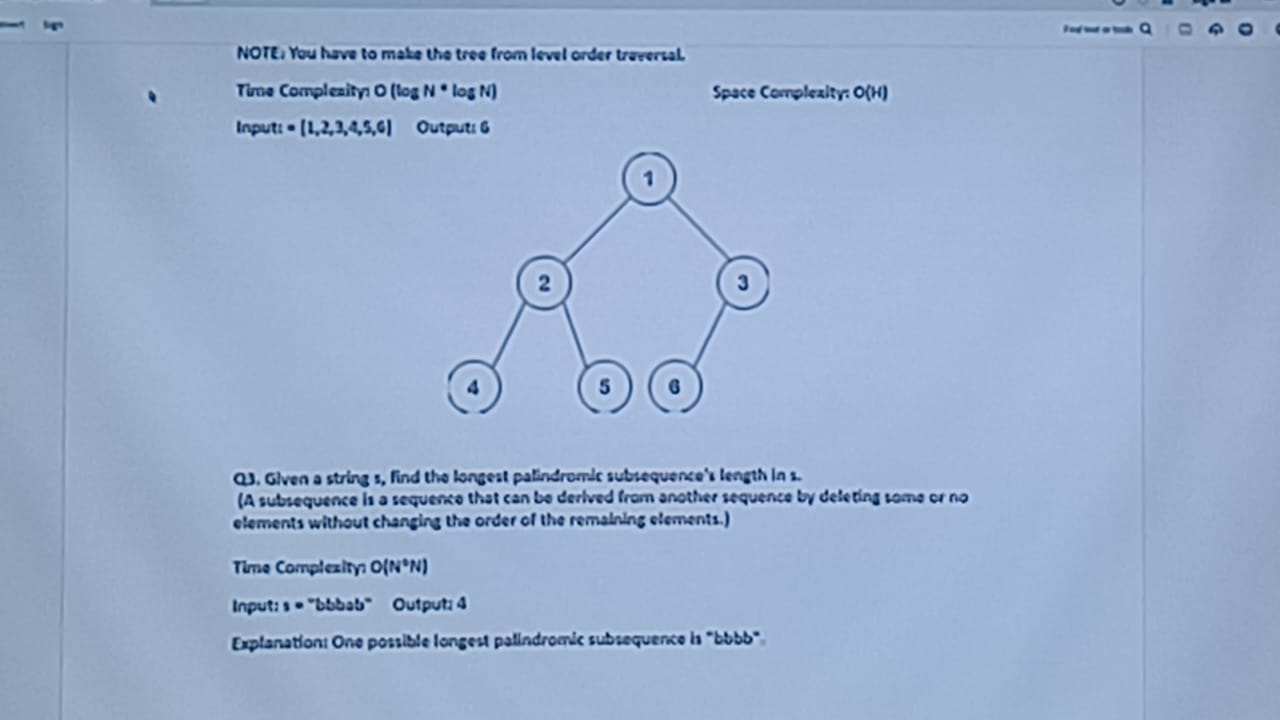 Sign
NOTE: You have to make the tree from level order traversal.
Time Complexity: O (log N * log N) Space Complexity: O(H)
Input: = [1,2,3,4,5,6] Output: 6
1
2 3
4 5 6
Q3. Given a string s, find the longest palindromic subsequence's length in s.
(A subsequence is a sequence that can be derived from another sequence by deleting some or no
elements without changing the order of the remaining elements.)
Time Complexity: O(N*N)
Input: s = "bbbab" Output: 4
Explanation: One possible longest palindromic subsequence is "bbbb".